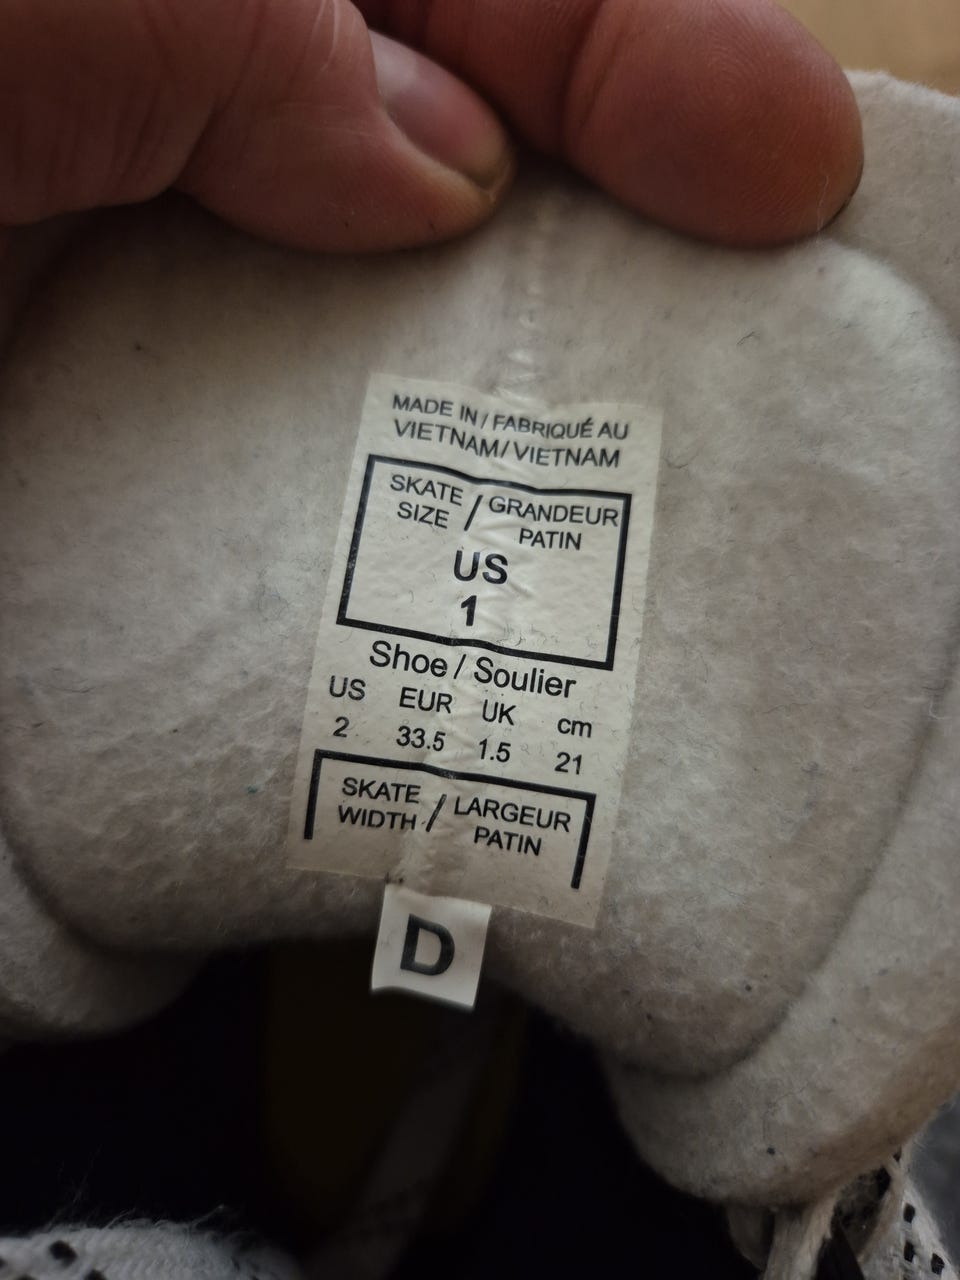 MADE IN / FABRIQUÉ AU
VIETNAM/VIETNAM
SKATE / GRANDEUR
SIZE PATIN
US
1
Shoe / Soulier
US EUR UK cm
2 33.5 1.5 21
SKATE / LARGEUR
WIDTH PATIN
D